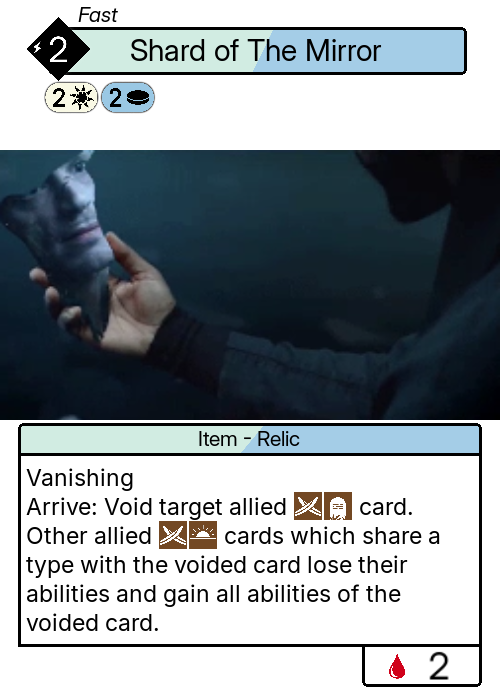 Fast
2 Shard of The Mirror
2 2
Item - Relic
Vanishing
Arrive: Void target allied card.
Other allied cards which share a
type with the voided card lose their
abilities and gain all abilities of the
voided card.
2